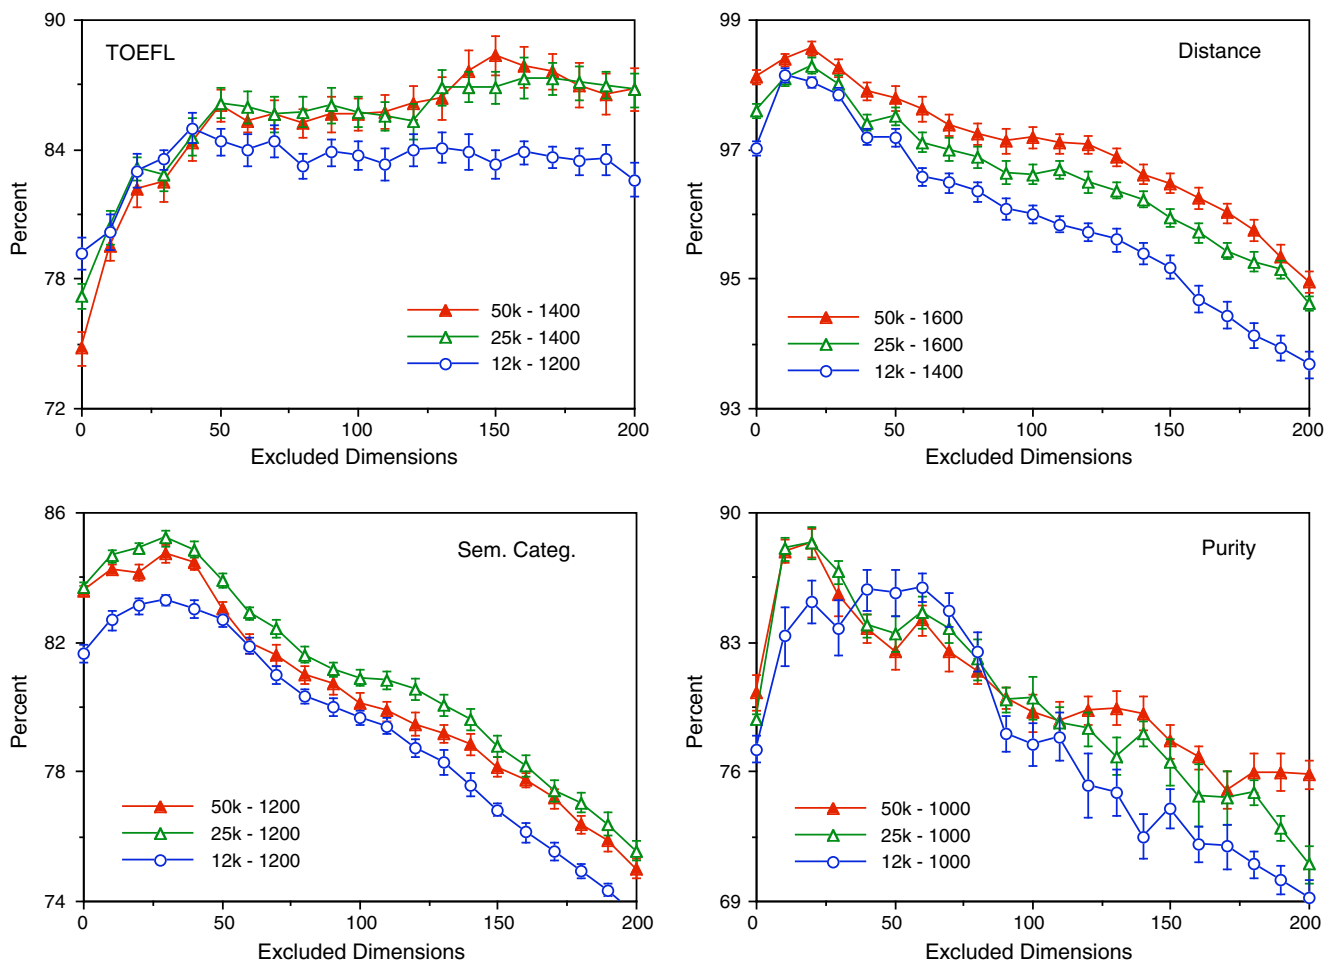 90
TOEFL
84
78
72
Percent
50k - 1400
25k - 1400
12k - 1200
0
50
100
150
200
Excluded Dimensions
99
Distance
97
95
93
Percent
50k - 1600
25k - 1600
12k - 1400
0
50
100
150
200
Excluded Dimensions
86
Sem. Categ.
82
78
74
Percent
50k - 1200
25k - 1200
12k - 1200
0
50
100
150
200
Excluded Dimensions
90
Purity
83
76
69
Percent
50k - 1000
25k - 1000
12k - 1000
0
50
100
150
200
Excluded Dimensions